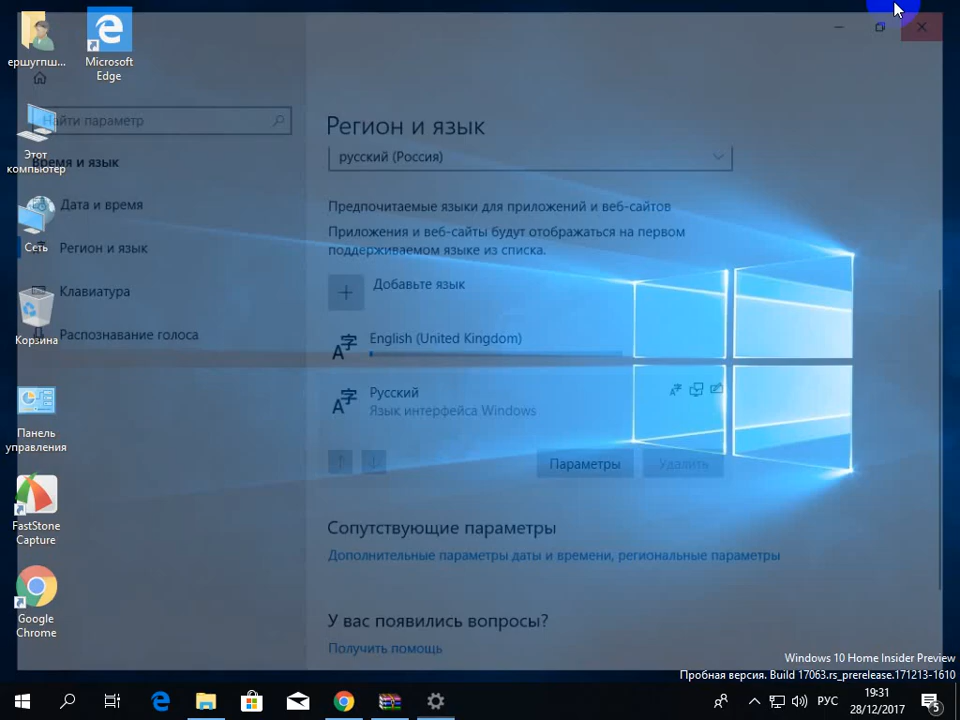 ершугпш...
Microsoft
Edge
Этот
компьютер
Сеть
Корзина
Панель
управления
FastStone
Capture
Google
Chrome
Найти параметр
Время и язык
Дата и время
Регион и язык
Клавиатура
Распознавание голоса
Регион и язык
русский (Россия)
Предпочитаемые языки для приложений и веб-сайтов
Приложения и веб-сайты будут отображаться на первом
поддерживаемом языке из списка.
Добавьте язык
English (United Kingdom)
Русский
Язык интерфейса Windows
Параметры
Удалить
Сопутствующие параметры
Дополнительные параметры даты и времени, региональные параметры
У вас появились вопросы?
Получить помощь
Windows 10 Home Insider Preview
Пробная версия. Build 17063.rs_prerelease.171213-1610
РУС
19:31
28/12/2017
5